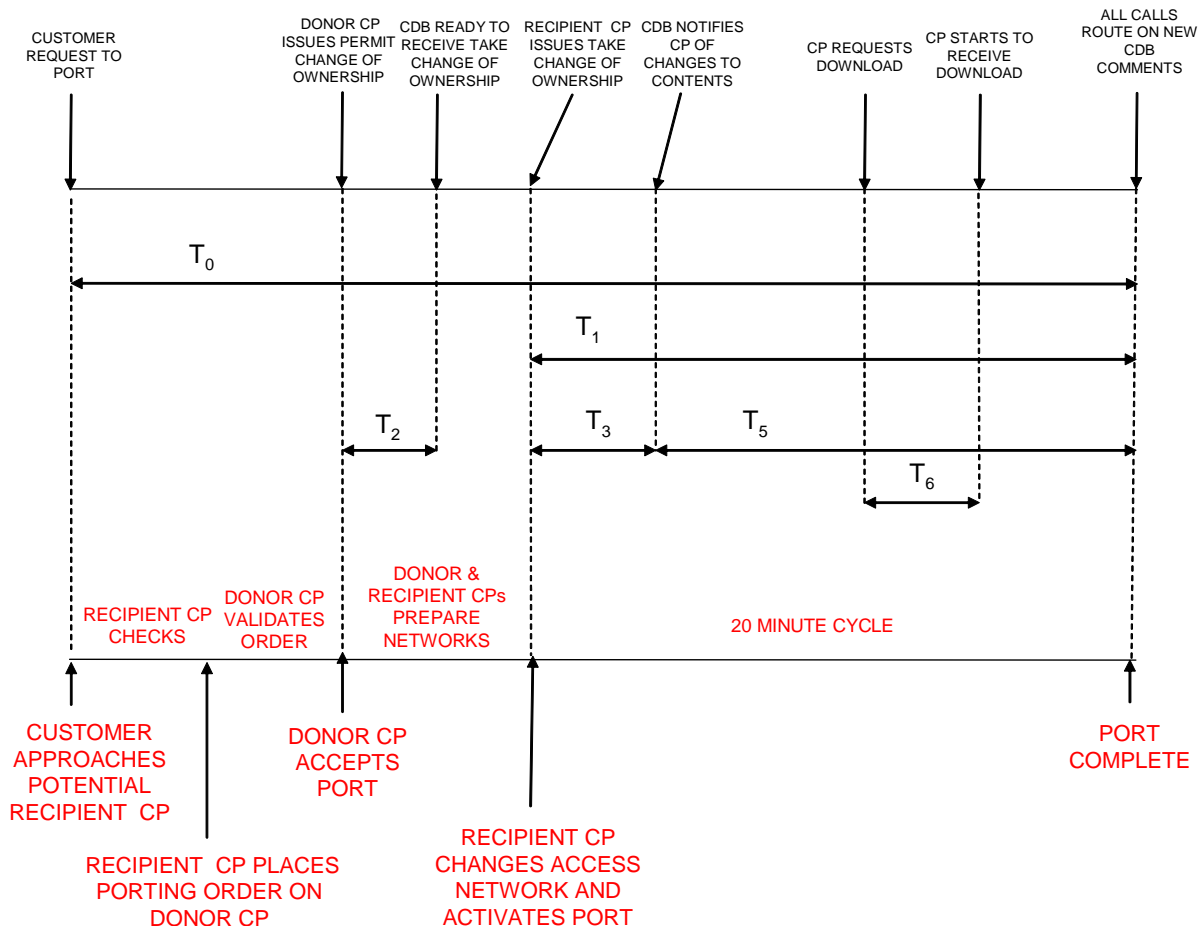 CUSTOMER
REQUEST TO
PORT
DONOR CP
ISSUES PERMIT
CHANGE OF
OWNERSHIP
CDB READY TO
RECEIVE TAKE
CHANGE OF
OWNERSHIP
RECIPIENT CP
ISSUES TAKE
CHANGE OF
OWNERSHIP
CDB NOTIFIES
CP OF
CHANGES TO
CONTENTS
CP REQUESTS
DOWNLOAD
CP STARTS TO
RECEIVE
DOWNLOAD
ALL CALLS
ROUTE ON NEW
CDB
COMMENTS
T0
T1
T2
T3
T5
T6
RECIPIENT CP
CHECKS
DONOR CP
VALIDATES
ORDER
DONOR &
RECIPIENT CPs
PREPARE
NETWORKS
20 MINUTE CYCLE
CUSTOMER
APPROACHES
POTENTIAL
RECIPIENT CP
RECIPIENT CP PLACES
PORTING ORDER ON
DONOR CP
DONOR CP
ACCEPTS
PORT
RECIPIENT CP
CHANGES ACCESS
NETWORK AND
ACTIVATES PORT
PORT
COMPLETE